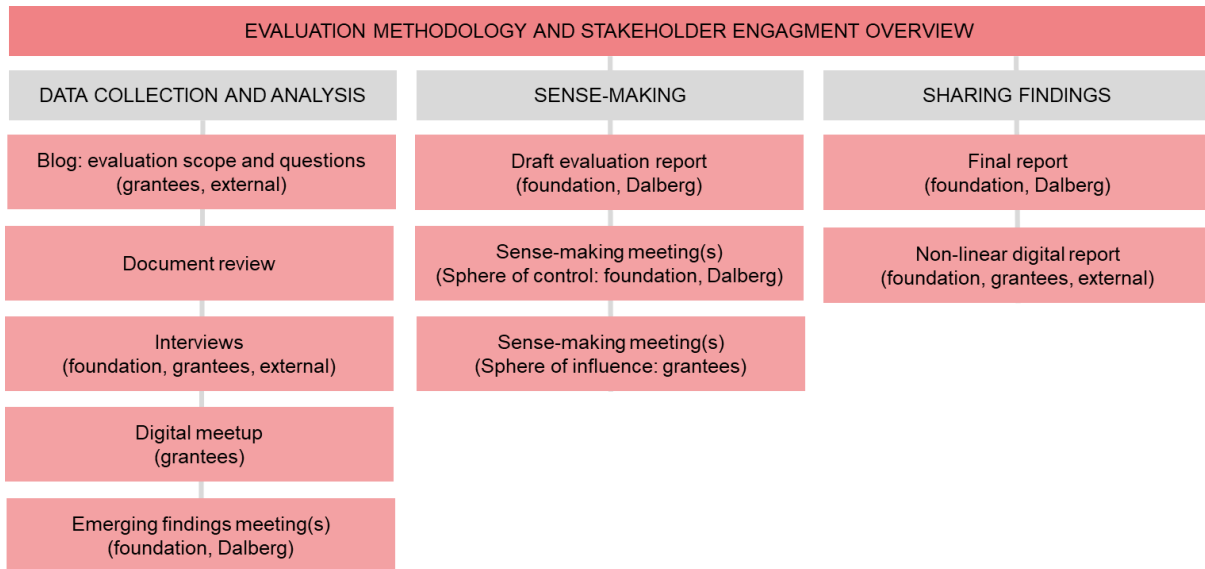 EVALUATION METHODOLOGY AND STAKEHOLDER ENGAGMENT OVERVIEW
DATA COLLECTION AND ANALYSIS
Blog: evaluation scope and questions
(grantees, external)
Document review
Interviews
(foundation, grantees, external)
Digital meetup
(grantees)
Emerging findings meeting(s)
(foundation, Dalberg)
SENSE-MAKING
Draft evaluation report
(foundation, Dalberg)
Sense-making meeting(s)
(Sphere of control: foundation, Dalberg)
Sense-making meeting(s)
(Sphere of influence: grantees)
SHARING FINDINGS
Final report
(foundation, Dalberg)
Non-linear digital report
(foundation, grantees, external)